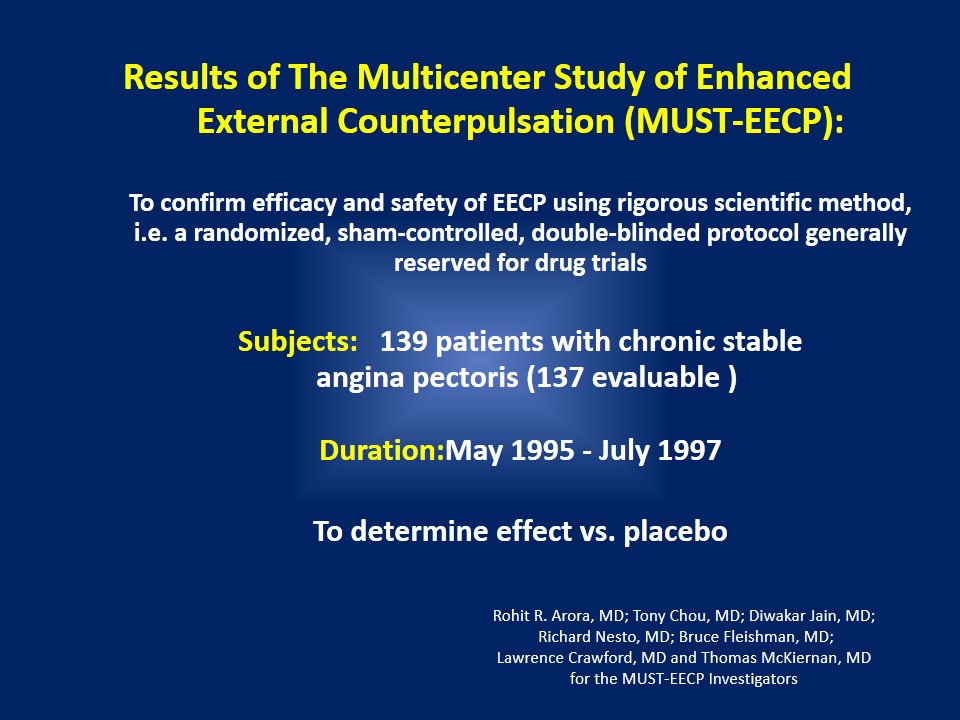 Results of The Multicenter Study of Enhanced
External Counterpulsation (MUST-EECP):
To confirm efficacy and safety of EECP using rigorous scientific method,
i.e. a randomized, sham-controlled, double-blinded protocol generally
reserved for drug trials
Subjects: 139 patients with chronic stable
angina pectoris (137 evaluable )
Duration:May 1995 - July 1997
To determine effect vs. placebo
Rohit R. Arora, MD; Tony Chou, MD; Diwakar Jain, MD;
Richard Nesto, MD; Bruce Fleishman, MD;
Lawrence Crawford, MD and Thomas McKiernan, MD
for the MUST-EECP Investigators